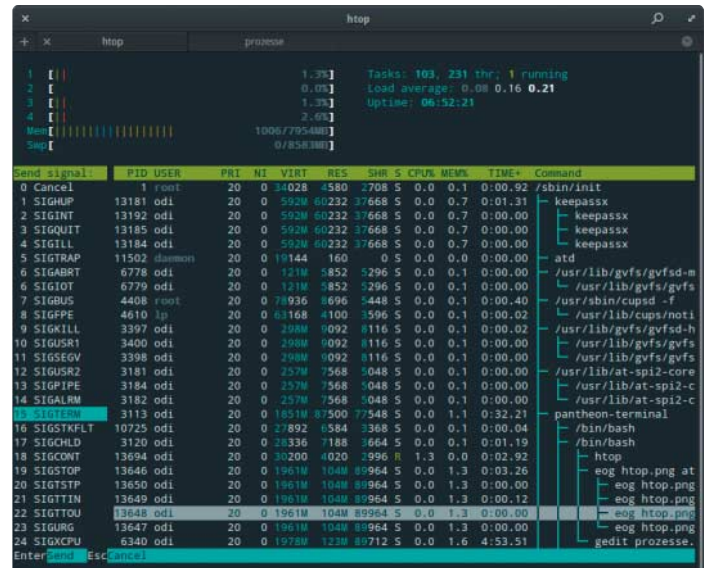 htop
htop prozesse
1 [|| 1.3%] Tasks: 103, 231 thr; 1 running
2 [ 0.0%] Load average: 0.08 0.16 0.21
3 [|| 1.3%] Uptime: 06:52:21
4 [|| 2.6%]
Mem[|||||||||||||||||||| 1006/7954MB]
Swp[ 0/8583MB]
Send signal: PID USER PRI NI VIRT RES SHR S CPU% MEM% TIME+ Command
0 Cancel 1 root 20 0 34028 4580 2708 S 0.0 0.1 0:00.92 /sbin/init
1 SIGHUP 13181 odi 20 0 592M 60232 37668 S 0.0 0.7 0:01.31 ├─ keepassx
2 SIGINT 13192 odi 20 0 592M 60232 37668 S 0.0 0.7 0:00.00 │ ├─ keepassx
3 SIGQUIT 13185 odi 20 0 592M 60232 37668 S 0.0 0.7 0:00.00 │ ├─ keepassx
4 SIGILL 13184 odi 20 0 592M 60232 37668 S 0.0 0.7 0:00.00 │ └─ keepassx
5 SIGTRAP 11502 daemon 20 0 19144 160 0 S 0.0 0.0 0:00.00 ├─ atd
6 SIGABRT 6778 odi 20 0 121M 5852 5296 S 0.0 0.1 0:00.00 ├─ /usr/lib/gvfs/gvfsd-m
6 SIGIOT 6779 odi 20 0 121M 5852 5296 S 0.0 0.1 0:00.00 │ └─ /usr/lib/gvfs/gvfs
7 SIGBUS 4408 root 20 0 78936 8696 5448 S 0.0 0.1 0:00.40 ├─ /usr/sbin/cupsd -f
8 SIGFPE 4610 lp 20 0 63168 4100 3596 S 0.0 0.1 0:00.02 │ └─ /usr/lib/cups/noti
9 SIGKILL 3397 odi 20 0 298M 9092 8116 S 0.0 0.1 0:00.02 ├─ /usr/lib/gvfs/gvfsd-h
10 SIGUSR1 3400 odi 20 0 298M 9092 8116 S 0.0 0.1 0:00.00 │ ├─ /usr/lib/gvfs/gvfs
11 SIGSEGV 3398 odi 20 0 298M 9092 8116 S 0.0 0.1 0:00.00 │ └─ /usr/lib/gvfs/gvfs
12 SIGUSR2 3181 odi 20 0 257M 7568 5048 S 0.0 0.1 0:00.00 ├─ /usr/lib/at-spi2-core
13 SIGPIPE 3184 odi 20 0 257M 7568 5048 S 0.0 0.1 0:00.00 │ ├─ /usr/lib/at-spi2-c
14 SIGALRM 3182 odi 20 0 257M 7568 5048 S 0.0 0.1 0:00.00 │ └─ /usr/lib/at-spi2-c
15 SIGTERM 3113 odi 20 0 1851M 87500 77548 S 0.0 1.1 0:32.21 ├─ pantheon-terminal
16 SIGSTKFLT 10725 odi 20 0 27892 6584 3368 S 0.0 0.1 0:00.04 │ ├─ /bin/bash
17 SIGCHLD 3120 odi 20 0 28336 7188 3664 S 0.0 0.1 0:01.19 │ ├─ /bin/bash
18 SIGCONT 13694 odi 20 0 30200 4020 2996 R 1.3 0.0 0:02.92 │ │ ├─ htop
19 SIGSTOP 13646 odi 20 0 1961M 104M 89964 S 0.0 1.3 0:03.26 │ │ ├─ eog htop.png at
20 SIGTSTP 13650 odi 20 0 1961M 104M 89964 S 0.0 1.3 0:00.00 │ │ │ ├─ eog htop.png
21 SIGTTIN 13649 odi 20 0 1961M 104M 89964 S 0.0 1.3 0:00.12 │ │ │ ├─ eog htop.png
22 SIGTTOU 13648 odi 20 0 1961M 104M 89964 S 0.0 1.3 0:00.00 │ │ │ ├─ eog htop.png
23 SIGURG 13647 odi 20 0 1961M 104M 89964 S 0.0 1.3 0:00.00 │ │ │ └─ eog htop.png
24 SIGXCPU 6340 odi 20 0 1978M 123M 89712 S 0.0 1.6 4:53.51 │ │ └─ gedit prozesse.
EnterSend EscCancel